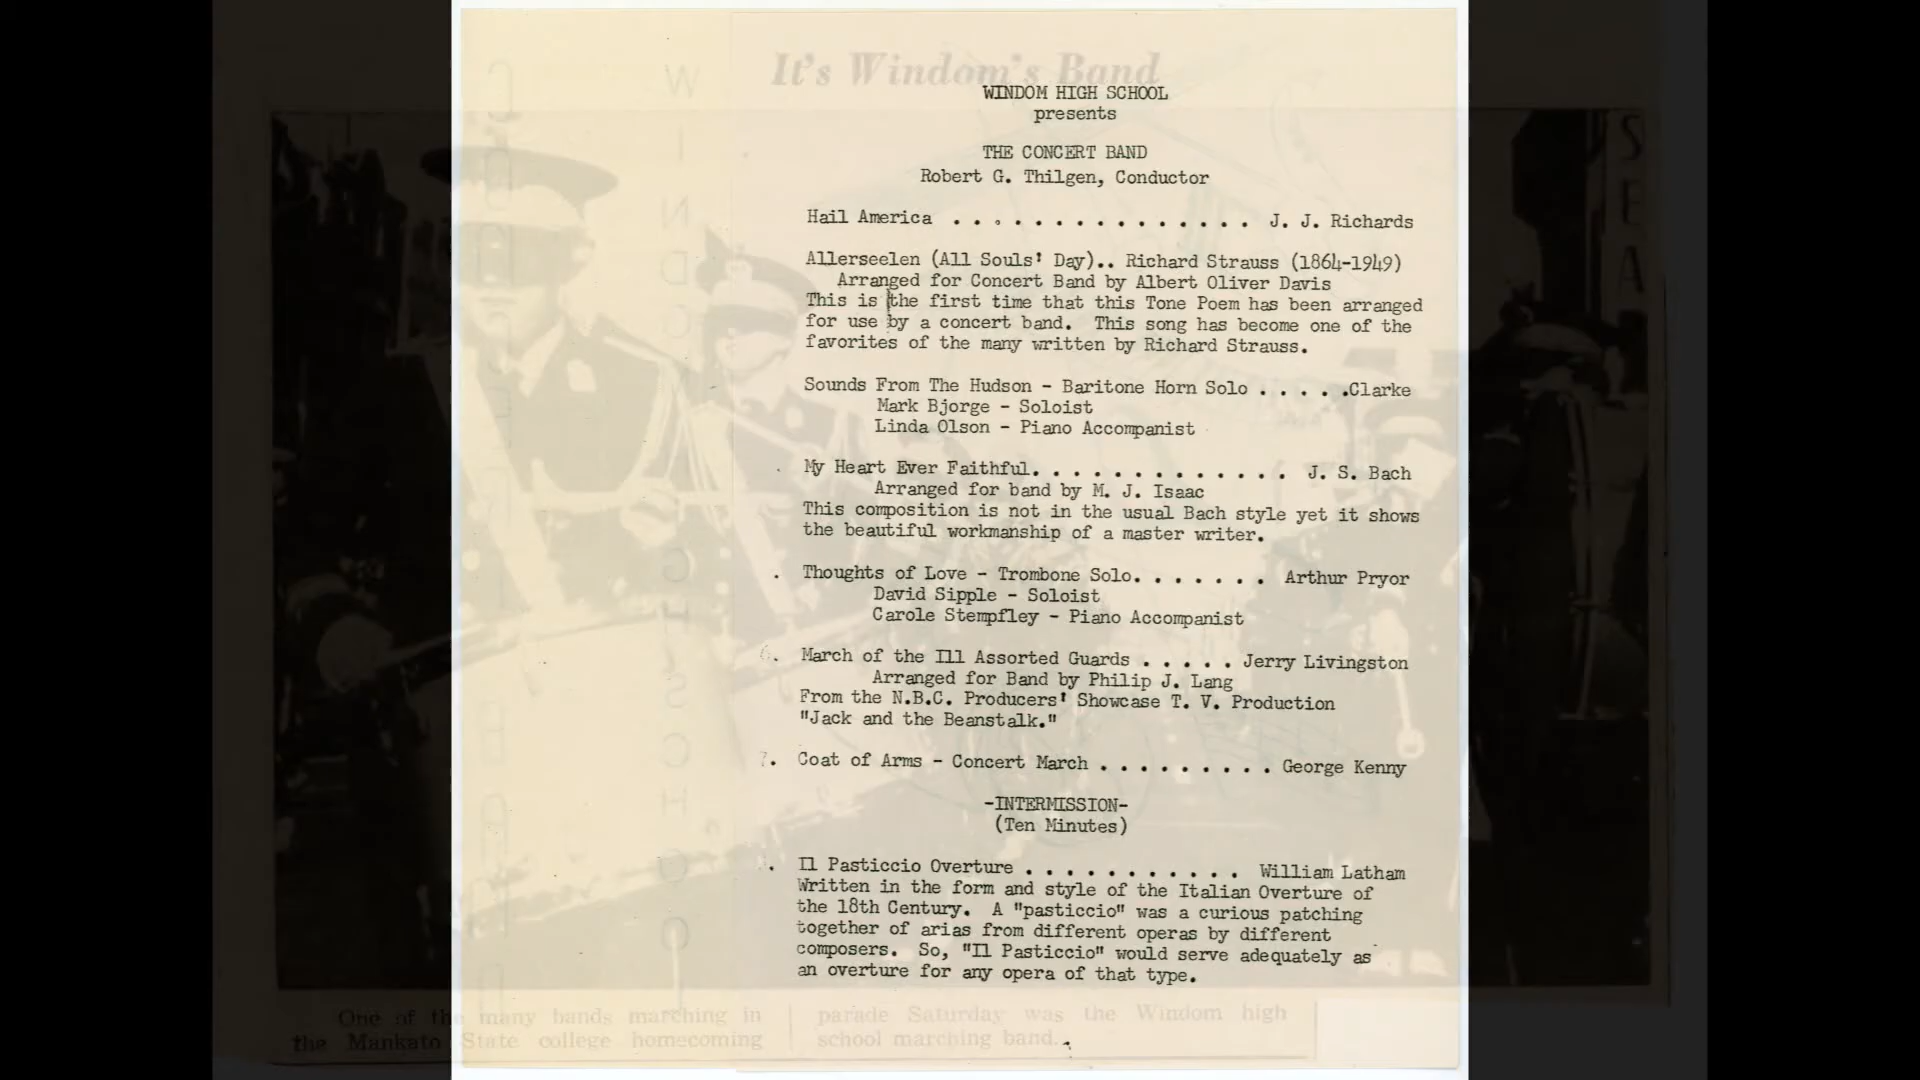 It's Windom's Band
WINDOM HIGH SCHOOL
presents
THE CONCERT BAND
Robert G. Thilgen, Conductor
Hail America . . . . . . . . . . . . . . . J. J. Richards
Allerseelen (All Souls' Day).. Richard Strauss (1864-1949)
Arranged for Concert Band by Albert Oliver Davis
This is the first time that this Tone Poem has been arranged
for use by a concert band. This song has become one of the
favorites of the many written by Richard Strauss.
Sounds From The Hudson - Baritone Horn Solo . . . . .Clarke
Mark Bjorge - Soloist
Linda Olson - Piano Accompanist
My Heart Ever Faithful. . . . . . . . . . . . . J. S. Bach
Arranged for band by M. J. Isaac
This composition is not in the usual Bach style yet it shows
the beautiful workmanship of a master writer.
. Thoughts of Love - Trombone Solo. . . . . . . Arthur Pryor
David Sipple - Soloist
Carole Stempfley - Piano Accompanist
6. March of the Ill Assorted Guards . . . . . Jerry Livingston
Arranged for Band by Philip J. Lang
From the N.B.C. Producers' Showcase T. V. Production
"Jack and the Beanstalk."
7. Coat of Arms - Concert March . . . . . . . . . George Kenny
-INTERMISSION-
(Ten Minutes)
. Il Pasticcio Overture . . . . . . . . . . . William Latham
Written in the form and style of the Italian Overture of
the 18th Century. A "pasticcio" was a curious patching
together of arias from different operas by different
composers. So, "Il Pasticcio" would serve adequately as
an overture for any opera of that type.
One of the many bands marching in
the Mankato State college homecoming
parade Saturday was the Windom high
school marching band.
SEA